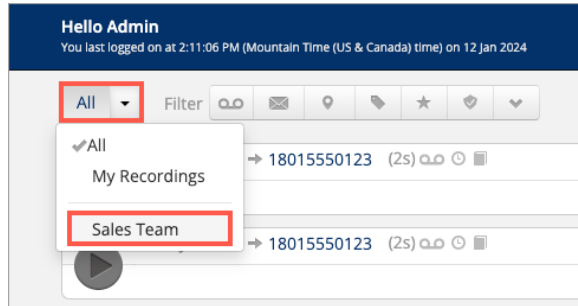 Hello Admin
You last logged on at 2:11:06 PM (Mountain Time (US & Canada) time) on 12 Jan 2024
All Filter
All
18015550123 (2s)
My Recordings
Sales Team
18015550123 (2s)